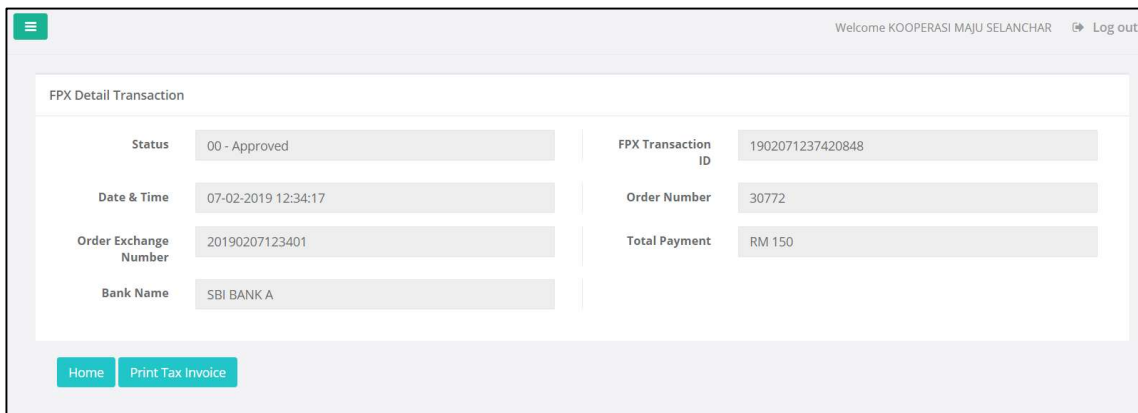 Welcome KOOPERASI MAJU SELANCHAR Log out
FPX Detail Transaction
Status 00 - Approved
FPX Transaction
ID
1902071237420848
Date & Time 07-02-2019 12:34:17
Order Number 30772
Order Exchange
Number
20190207123401
Total Payment RM 150
Bank Name SBI BANK A
Home Print Tax Invoice